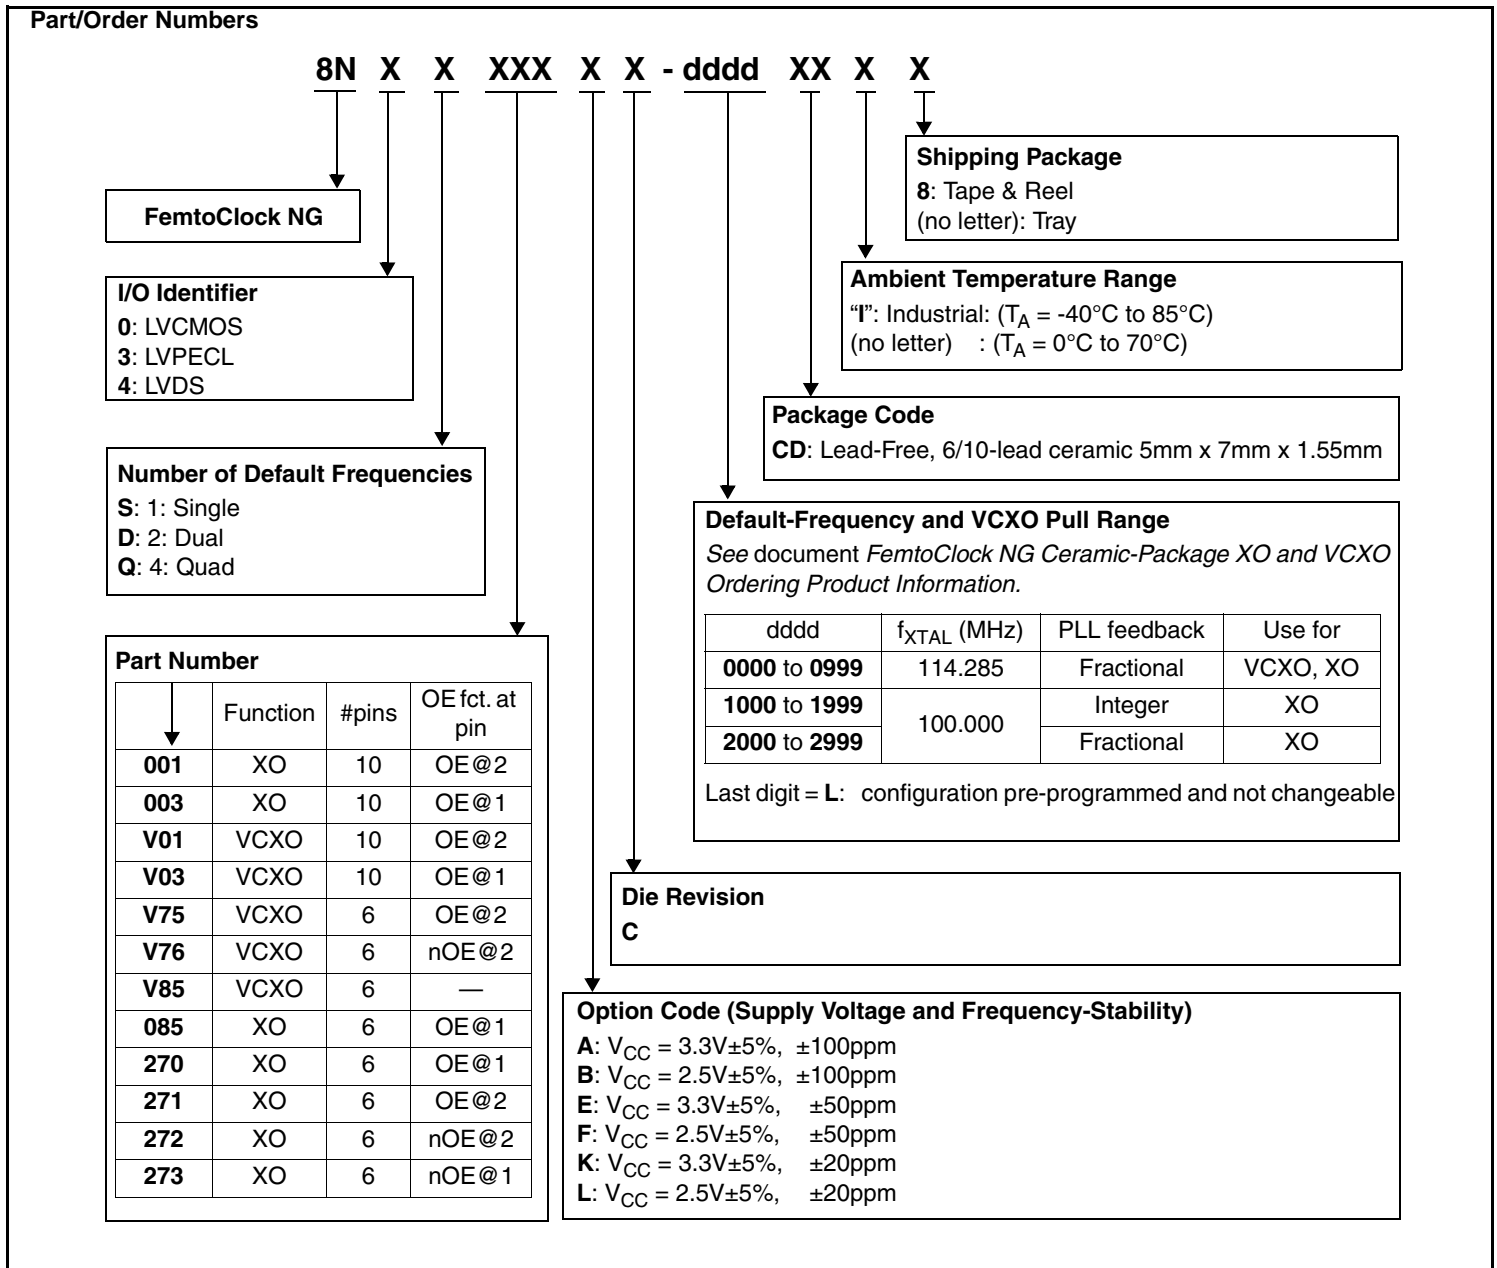 Part/Order Numbers
8N X X XXX X X - dddd XX X X
Shipping Package
8: Tape & Reel
(no letter): Tray
FemtoClock NG
Ambient Temperature Range
“I”: Industrial: (TA = -40°C to 85°C)
(no letter) : (TA = 0°C to 70°C)
I/O Identifier
0: LVCMOS
3: LVPECL
4: LVDS
Package Code
CD: Lead-Free, 6/10-lead ceramic 5mm x 7mm x 1.55mm
Number of Default Frequencies
S: 1: Single
D: 2: Dual
Q: 4: Quad
Default-Frequency and VCXO Pull Range
See document FemtoClock NG Ceramic-Package XO and VCXO
Ordering Product Information.
dddd fXTAL (MHz) PLL feedback Use for
0000 to 0999 114.285 Fractional VCXO, XO
1000 to 1999 100.000 Integer XO
2000 to 2999 Fractional XO
Last digit = L: configuration pre-programmed and not changeable
Part Number
Function #pins OE fct. at
pin
001 XO 10 OE@2
003 XO 10 OE@1
V01 VCXO 10 OE@2
V03 VCXO 10 OE@1
V75 VCXO 6 OE@2
V76 VCXO 6 nOE@2
V85 VCXO 6 —
085 XO 6 OE@1
270 XO 6 OE@1
271 XO 6 OE@2
272 XO 6 nOE@2
273 XO 6 nOE@1
Die Revision
C
Option Code (Supply Voltage and Frequency-Stability)
A: VCC = 3.3V±5%, ±100ppm
B: VCC = 2.5V±5%, ±100ppm
E: VCC = 3.3V±5%, ±50ppm
F: VCC = 2.5V±5%, ±50ppm
K: VCC = 3.3V±5%, ±20ppm
L: VCC = 2.5V±5%, ±20ppm